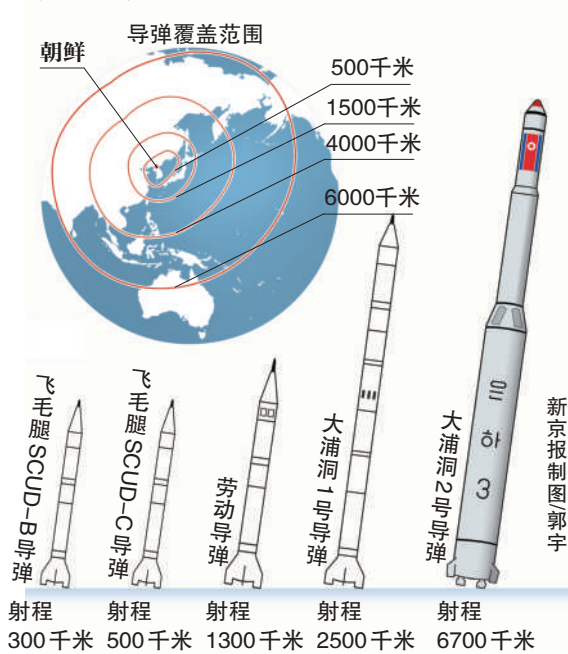 导弹覆盖范围
朝鲜
500千米
1500千米
4000千米
6000千米
飞毛腿SCUD-B导弹
飞毛腿SCUD-C导弹
劳动导弹
大浦洞1号导弹
大浦洞2号导弹
은
하
3
新京报制图/郭宇
射程 射程 射程 射程 射程
300千米 500千米 1300千米 2500千米 6700千米